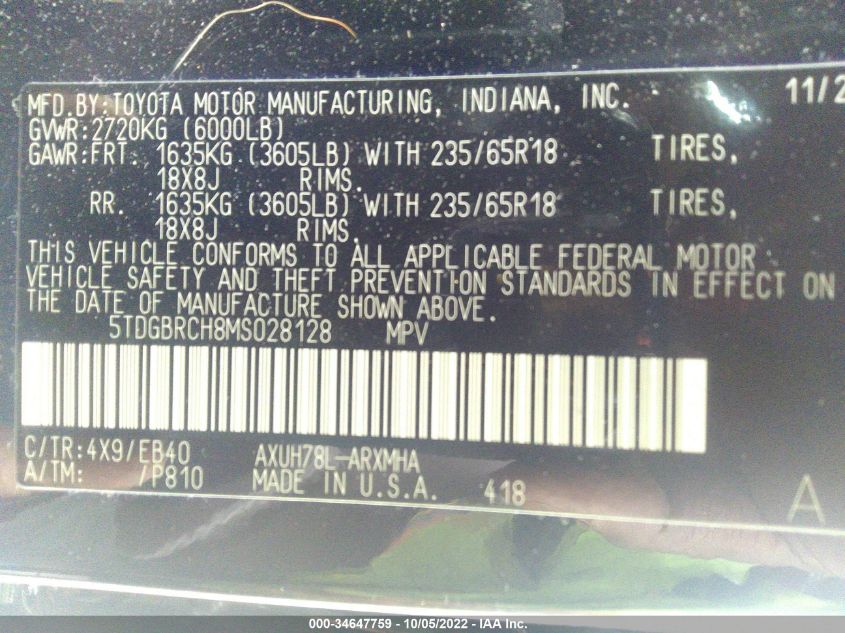 MFD.BY:TOYOTA MOTOR MANUFACTURING, INDIANA, INC. 11/2
GVWR:2720KG (6000LB)
GAWR:FRT. 1635KG (3605LB) WITH 235/65R18 TIRES,
18X8J RIMS.
RR. 1635KG (3605LB) WITH 235/65R18 TIRES,
18X8J RIMS.
THIS VEHICLE CONFORMS TO ALL APPLICABLE FEDERAL MOTOR
VEHICLE SAFETY AND THEFT PREVENTION STANDARDS IN EFFECT ON
THE DATE OF MANUFACTURE SHOWN ABOVE.
5TDGBRCH8MS028128 MPV
C/TR:4X9/EB40 AXUH78L-ARXMHA
A/TM: /P810 MADE IN U.S.A. 418 A
000-34647759 - 10/05/2022 - IAA Inc.